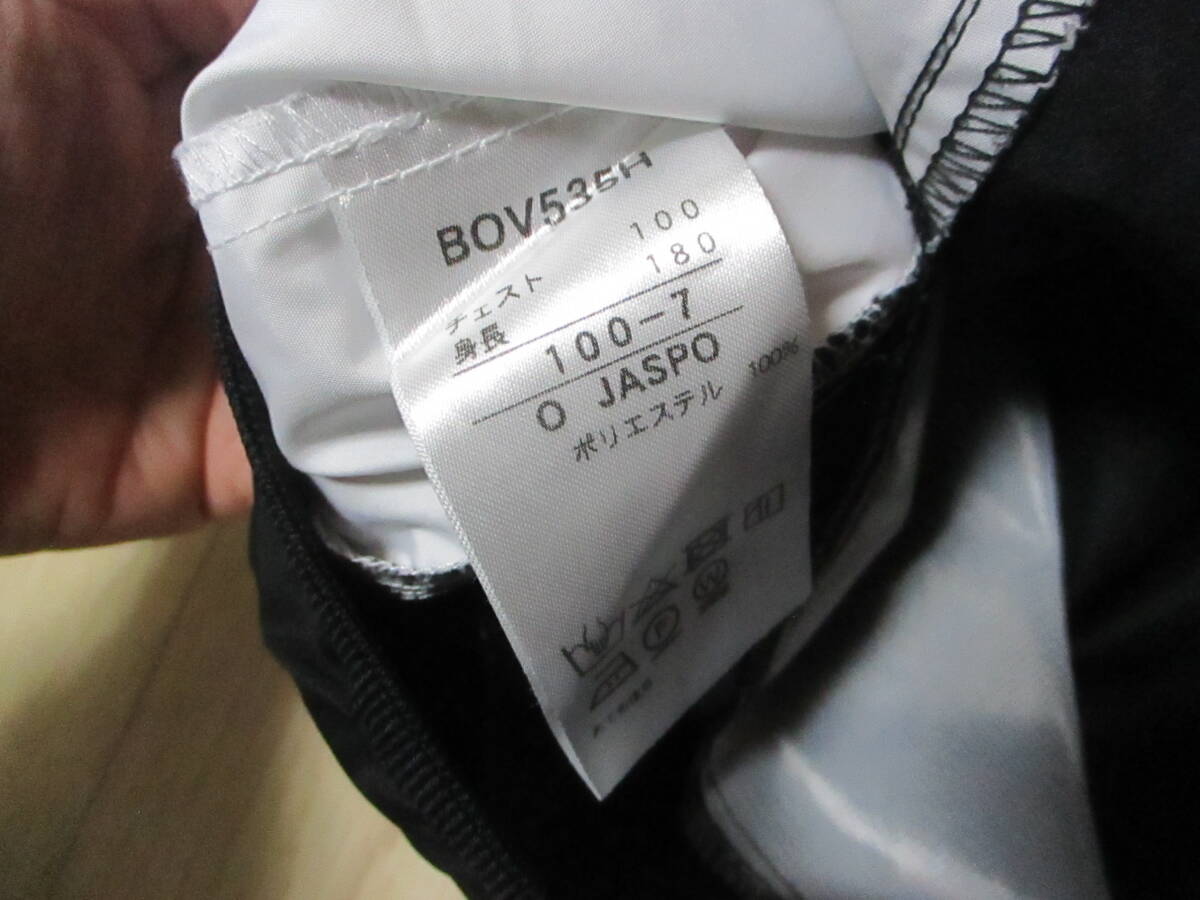 BOV535H
チェスト 100
身長 180
100-7
O JASPO
ポリエステル 100%